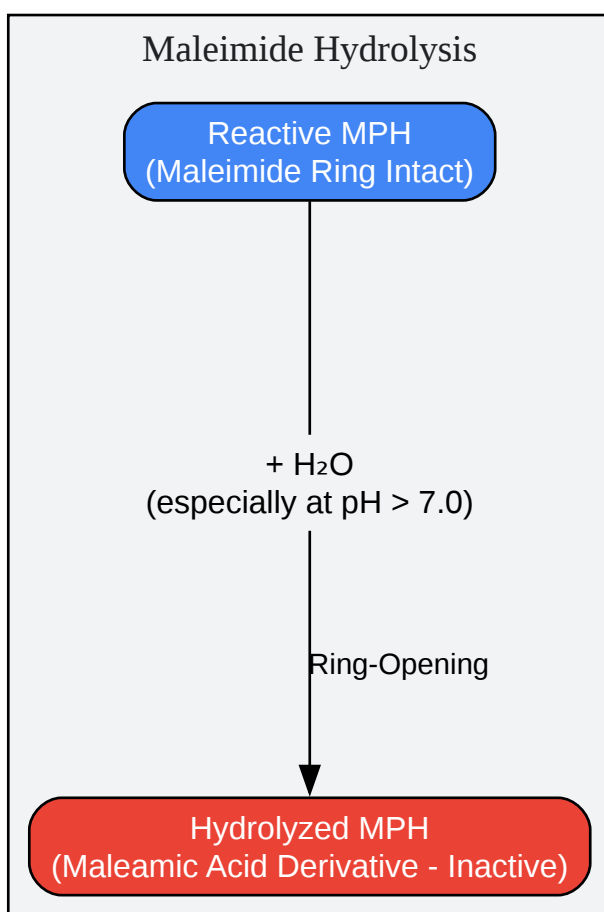 Maleimide Hydrolysis
Reactive MPH
(Maleimide Ring Intact)
+ H₂O
(especially at pH > 7.0)
Ring-Opening
Hydrolyzed MPH
(Maleamic Acid Derivative - Inactive)